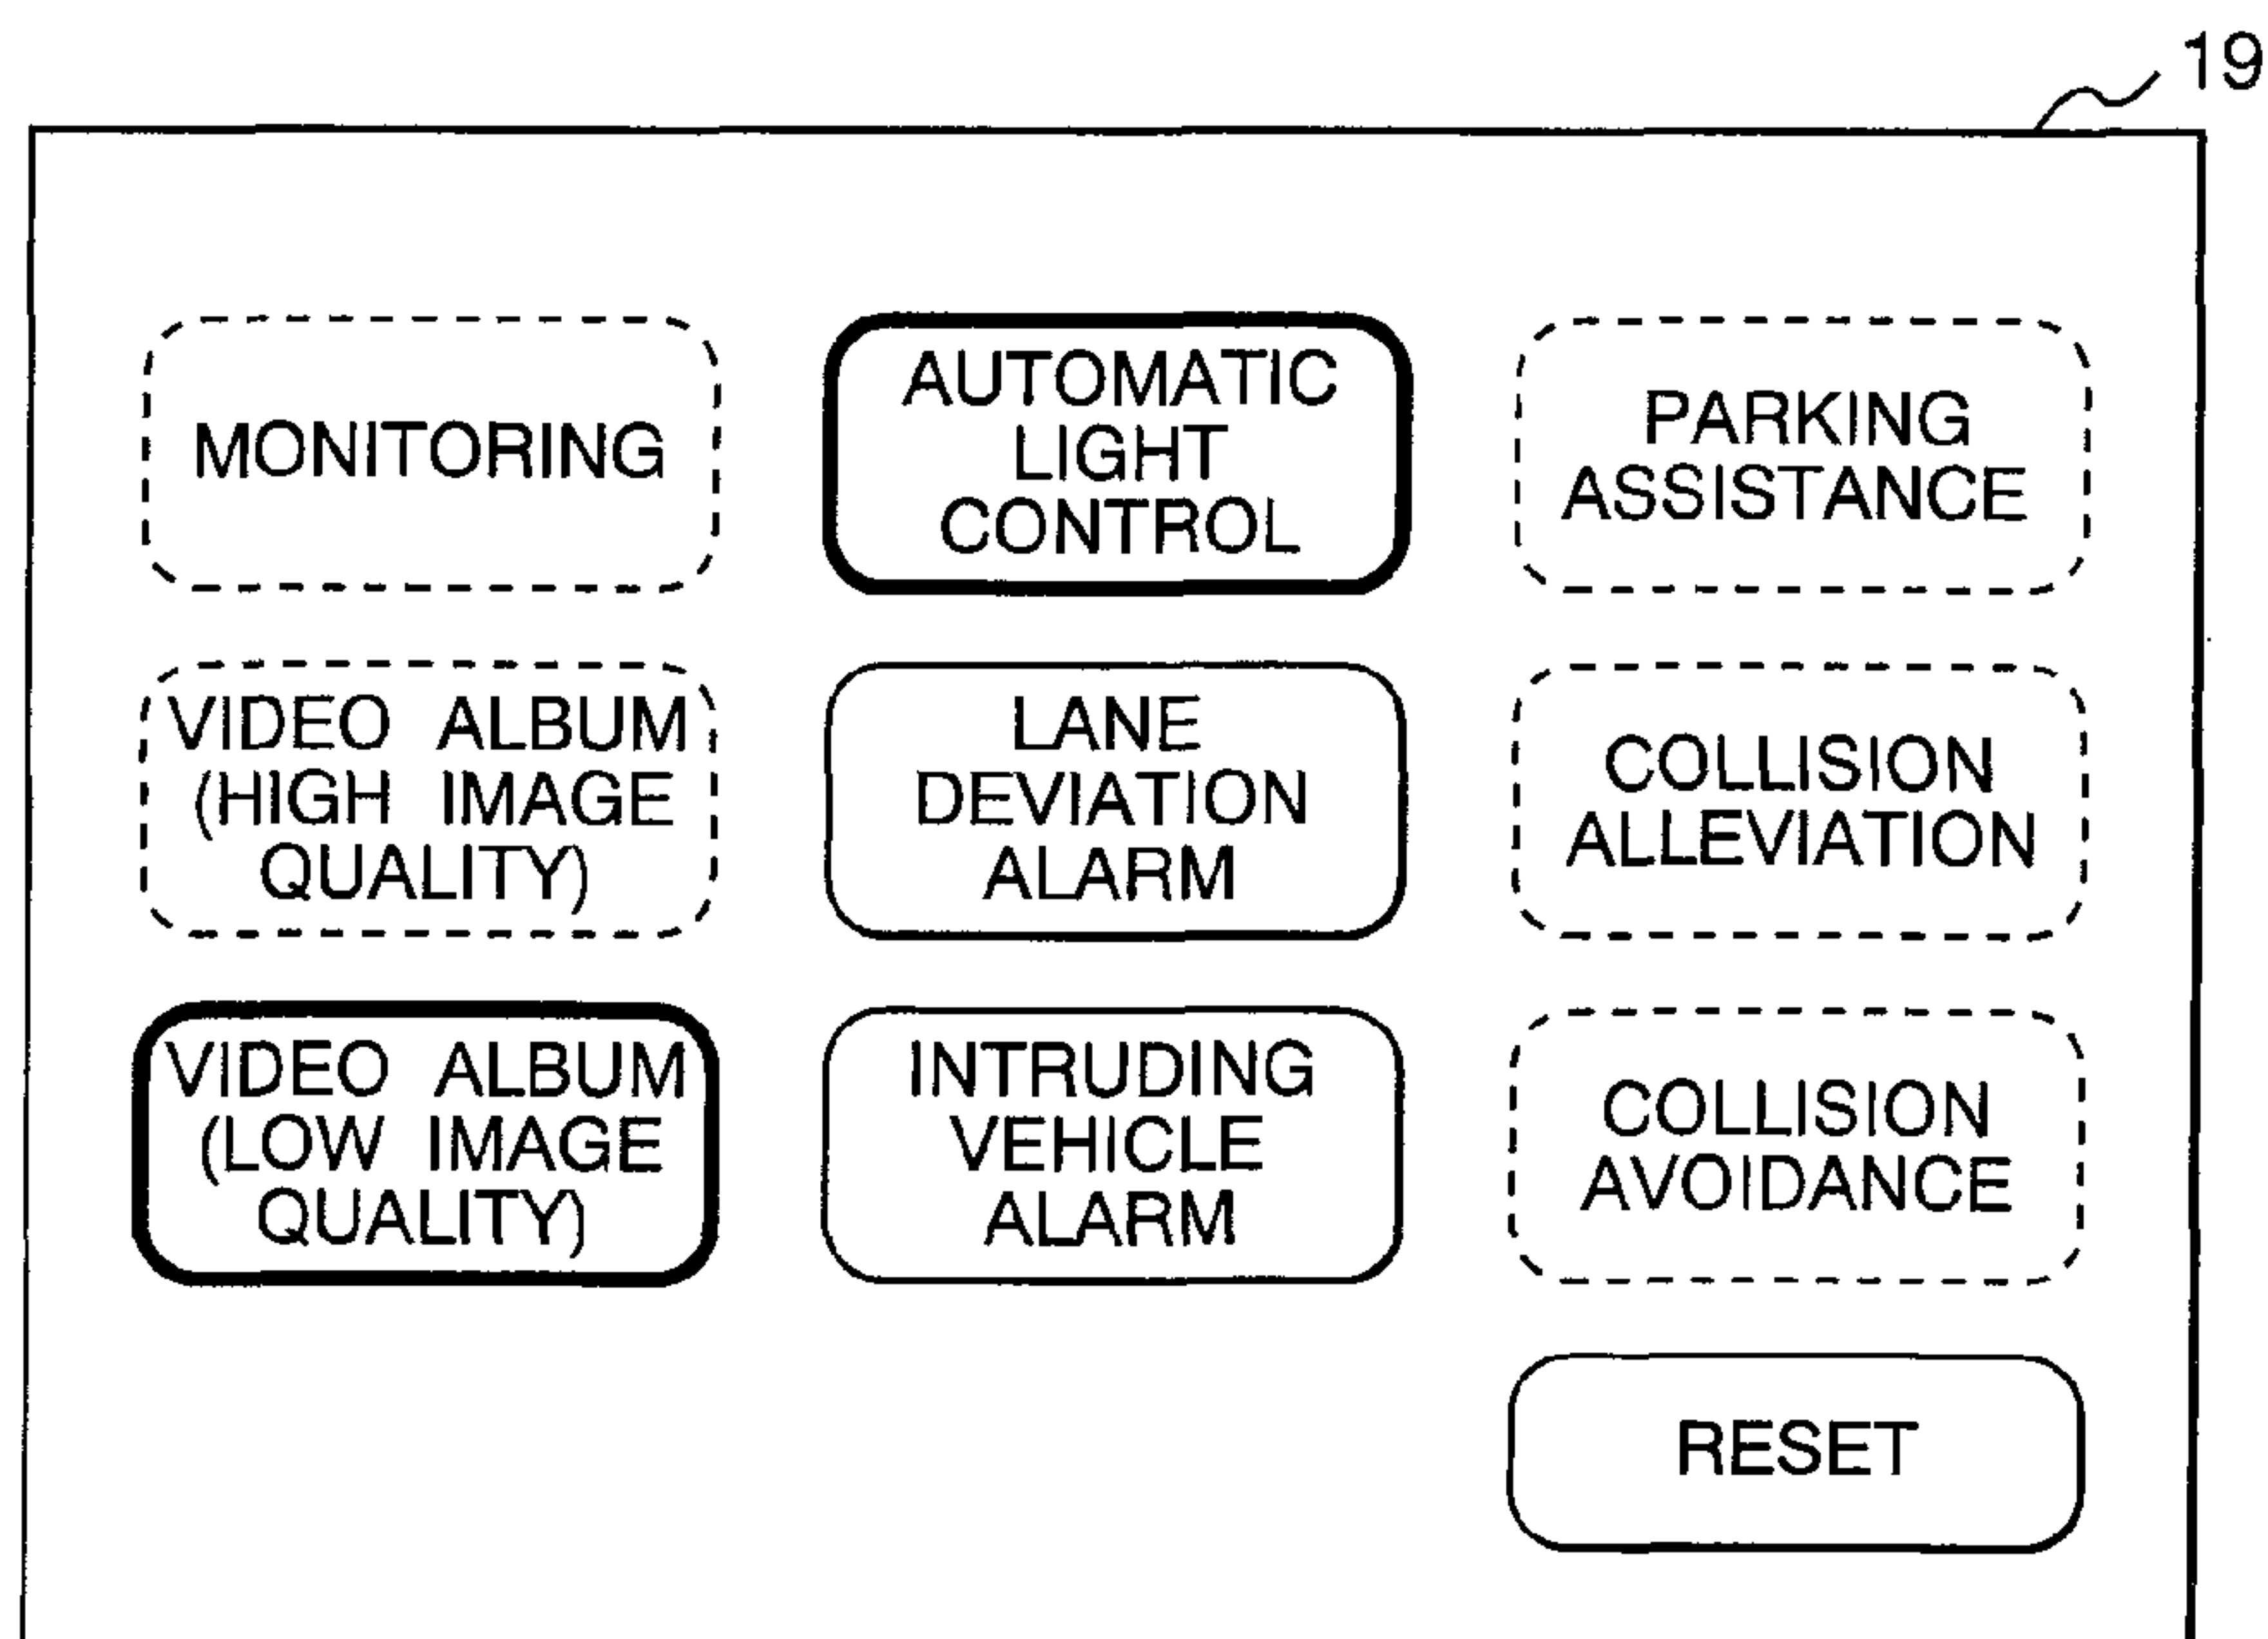 19
MONITORING
AUTOMATIC
LIGHT
CONTROL
PARKING
ASSISTANCE
VIDEO ALBUM
(HIGH IMAGE
QUALITY)
LANE
DEVIATION
ALARM
COLLISION
ALLEVIATION
VIDEO ALBUM
(LOW IMAGE
QUALITY)
INTRUDING
VEHICLE
ALARM
COLLISION
AVOIDANCE
RESET